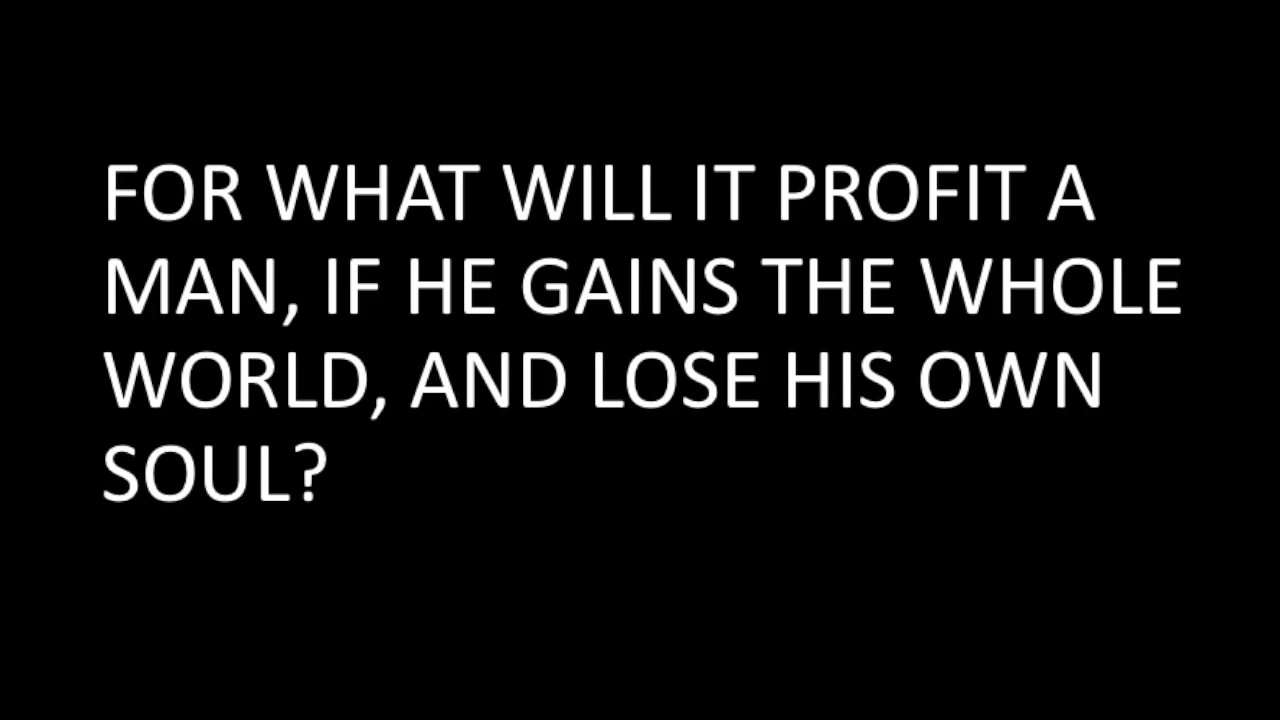 FOR WHAT WILL IT PROFIT A
MAN, IF HE GAINS THE WHOLE
WORLD, AND LOSE HIS OWN
SOUL?